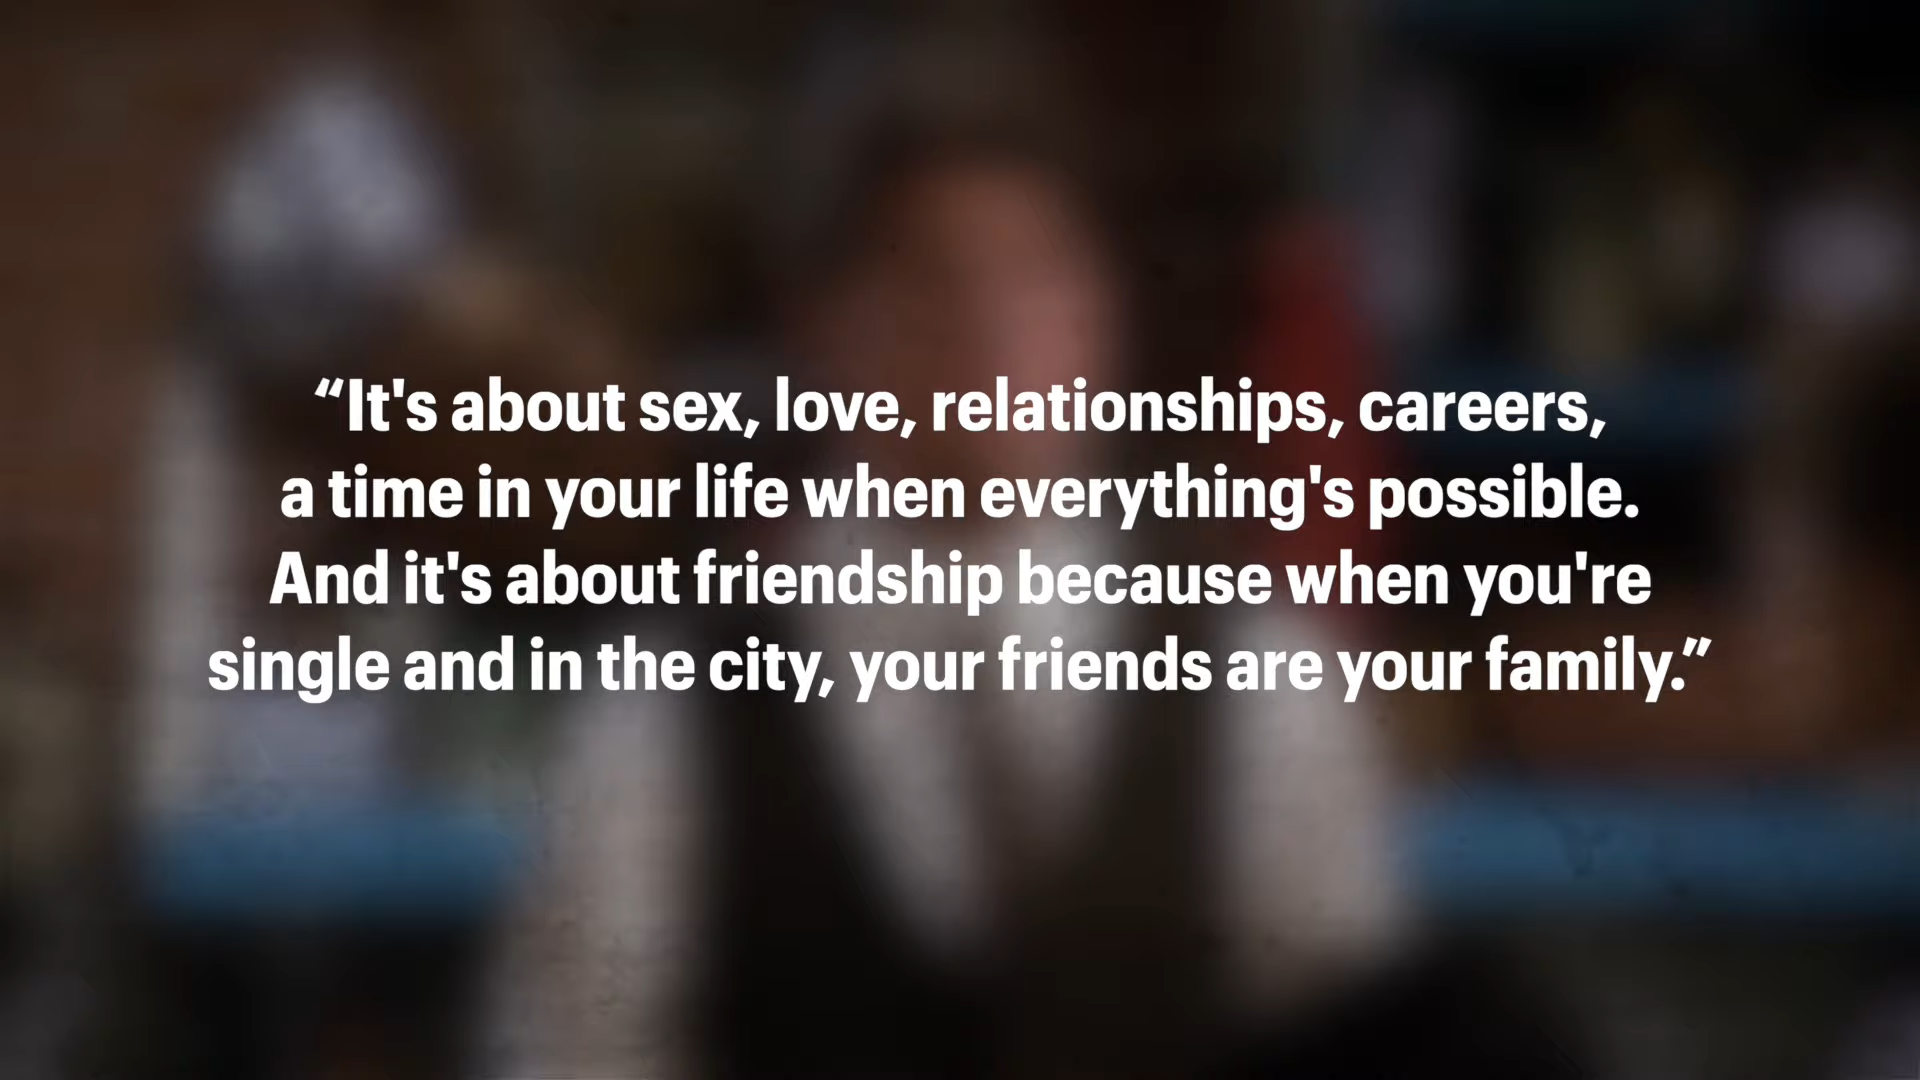 “It's about sex, love, relationships, careers,
a time in your life when everything's possible.
And it's about friendship because when you're
single and in the city, your friends are your family.”